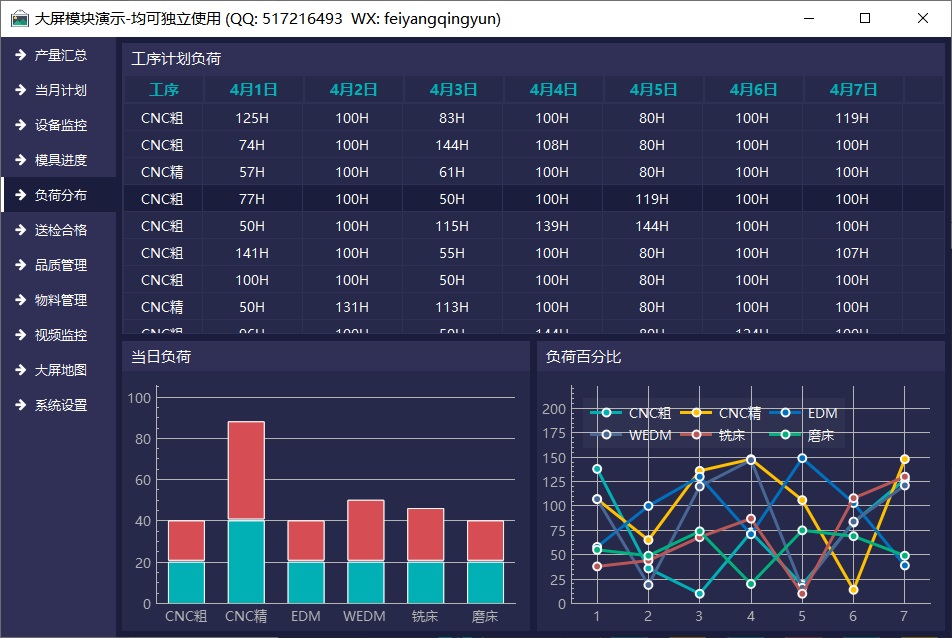 大屏模块演示-均可独立使用 (QQ: 517216493  WX: feiyangqingyun)
产量汇总
当月计划
设备监控
模具进度
负荷分布
送检合格
品质管理
物料管理
视频监控
大屏地图
系统设置
工序计划负荷
工序 4月1日 4月2日 4月3日 4月4日 4月5日 4月6日 4月7日
CNC粗 125H 100H 83H 100H 80H 100H 119H
CNC粗 74H 100H 144H 108H 80H 100H 100H
CNC精 57H 100H 61H 100H 80H 100H 100H
CNC粗 77H 100H 50H 100H 119H 100H 100H
CNC粗 50H 100H 115H 139H 144H 100H 100H
CNC粗 141H 100H 55H 100H 80H 100H 107H
CNC粗 100H 100H 50H 100H 80H 100H 100H
CNC精 50H 131H 113H 100H 80H 100H 100H
当日负荷
100
80
60
40
20
0
CNC粗 CNC精 EDM WEDM 铣床 磨床
负荷百分比
CNC粗 CNC精 EDM
WEDM 铣床 磨床
200
175
150
125
100
75
50
25
0
1 2 3 4 5 6 7